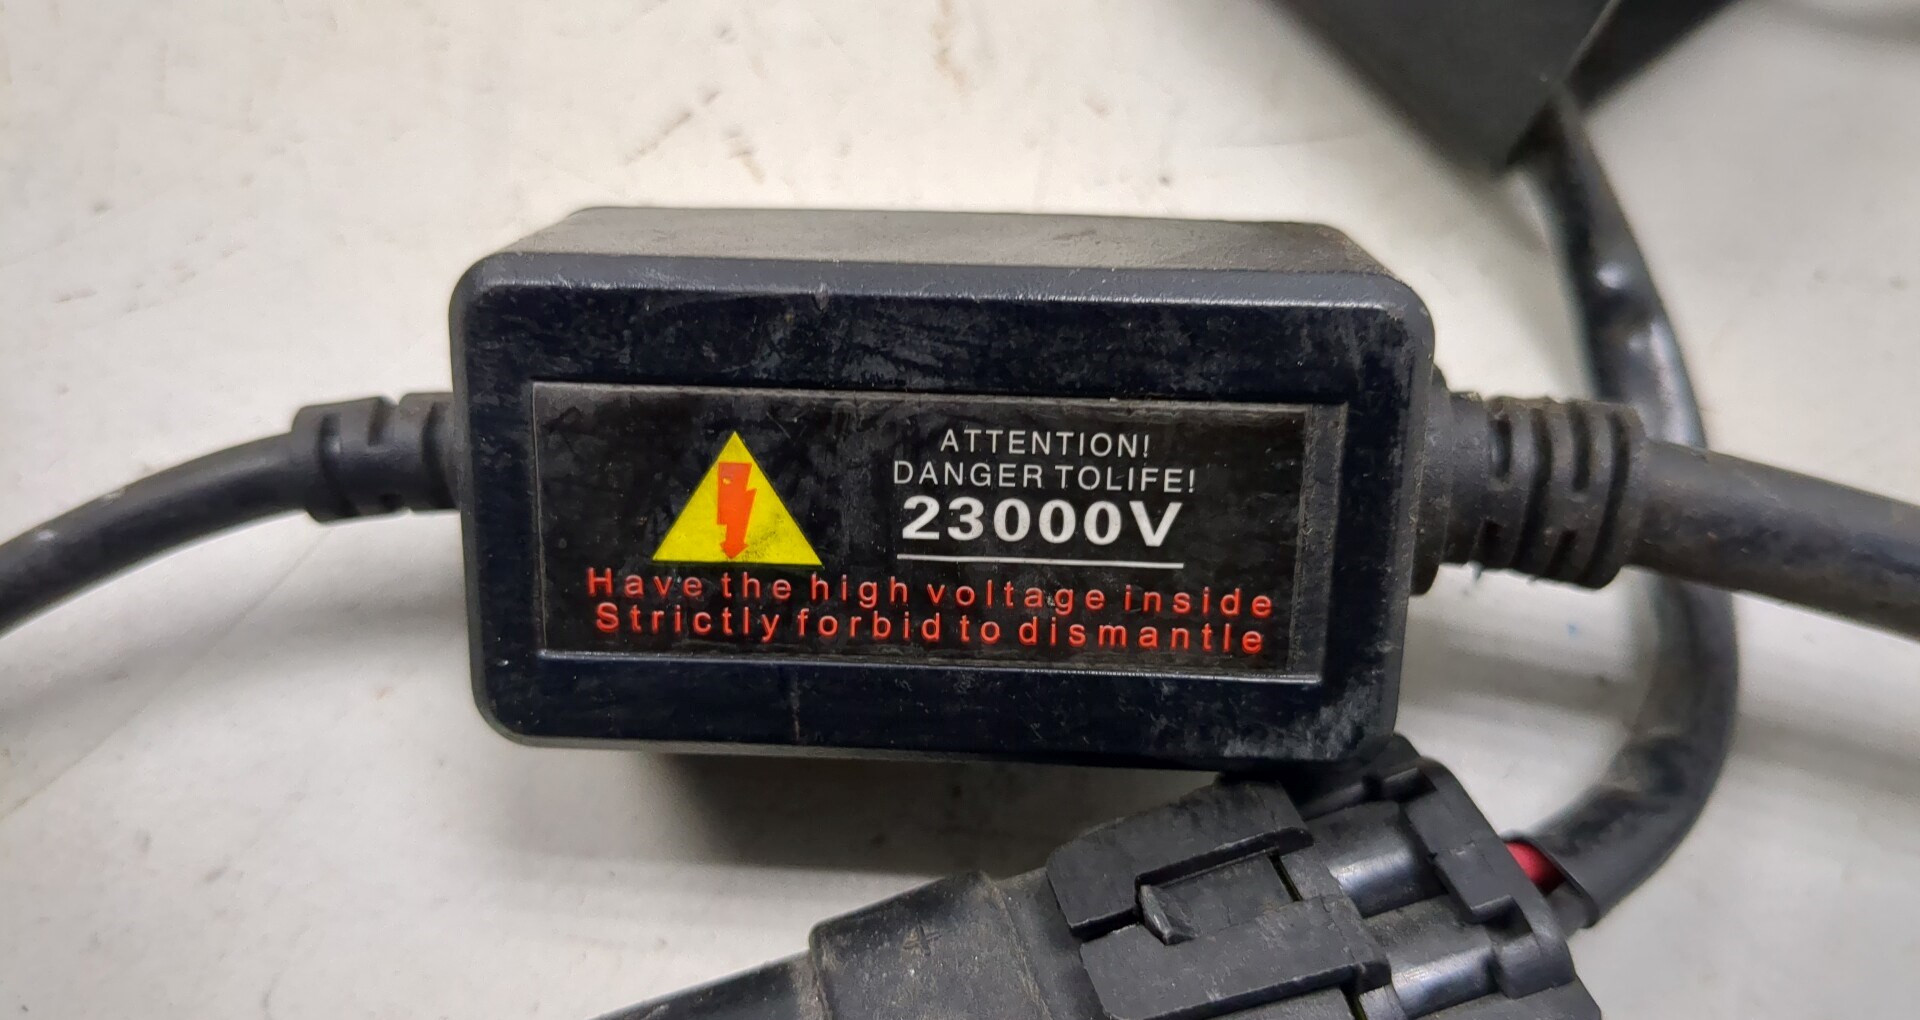 ATTENTION!
DANGER TOLIFE!
23000V
Have the high voltage inside
Strictly forbid to dismantle